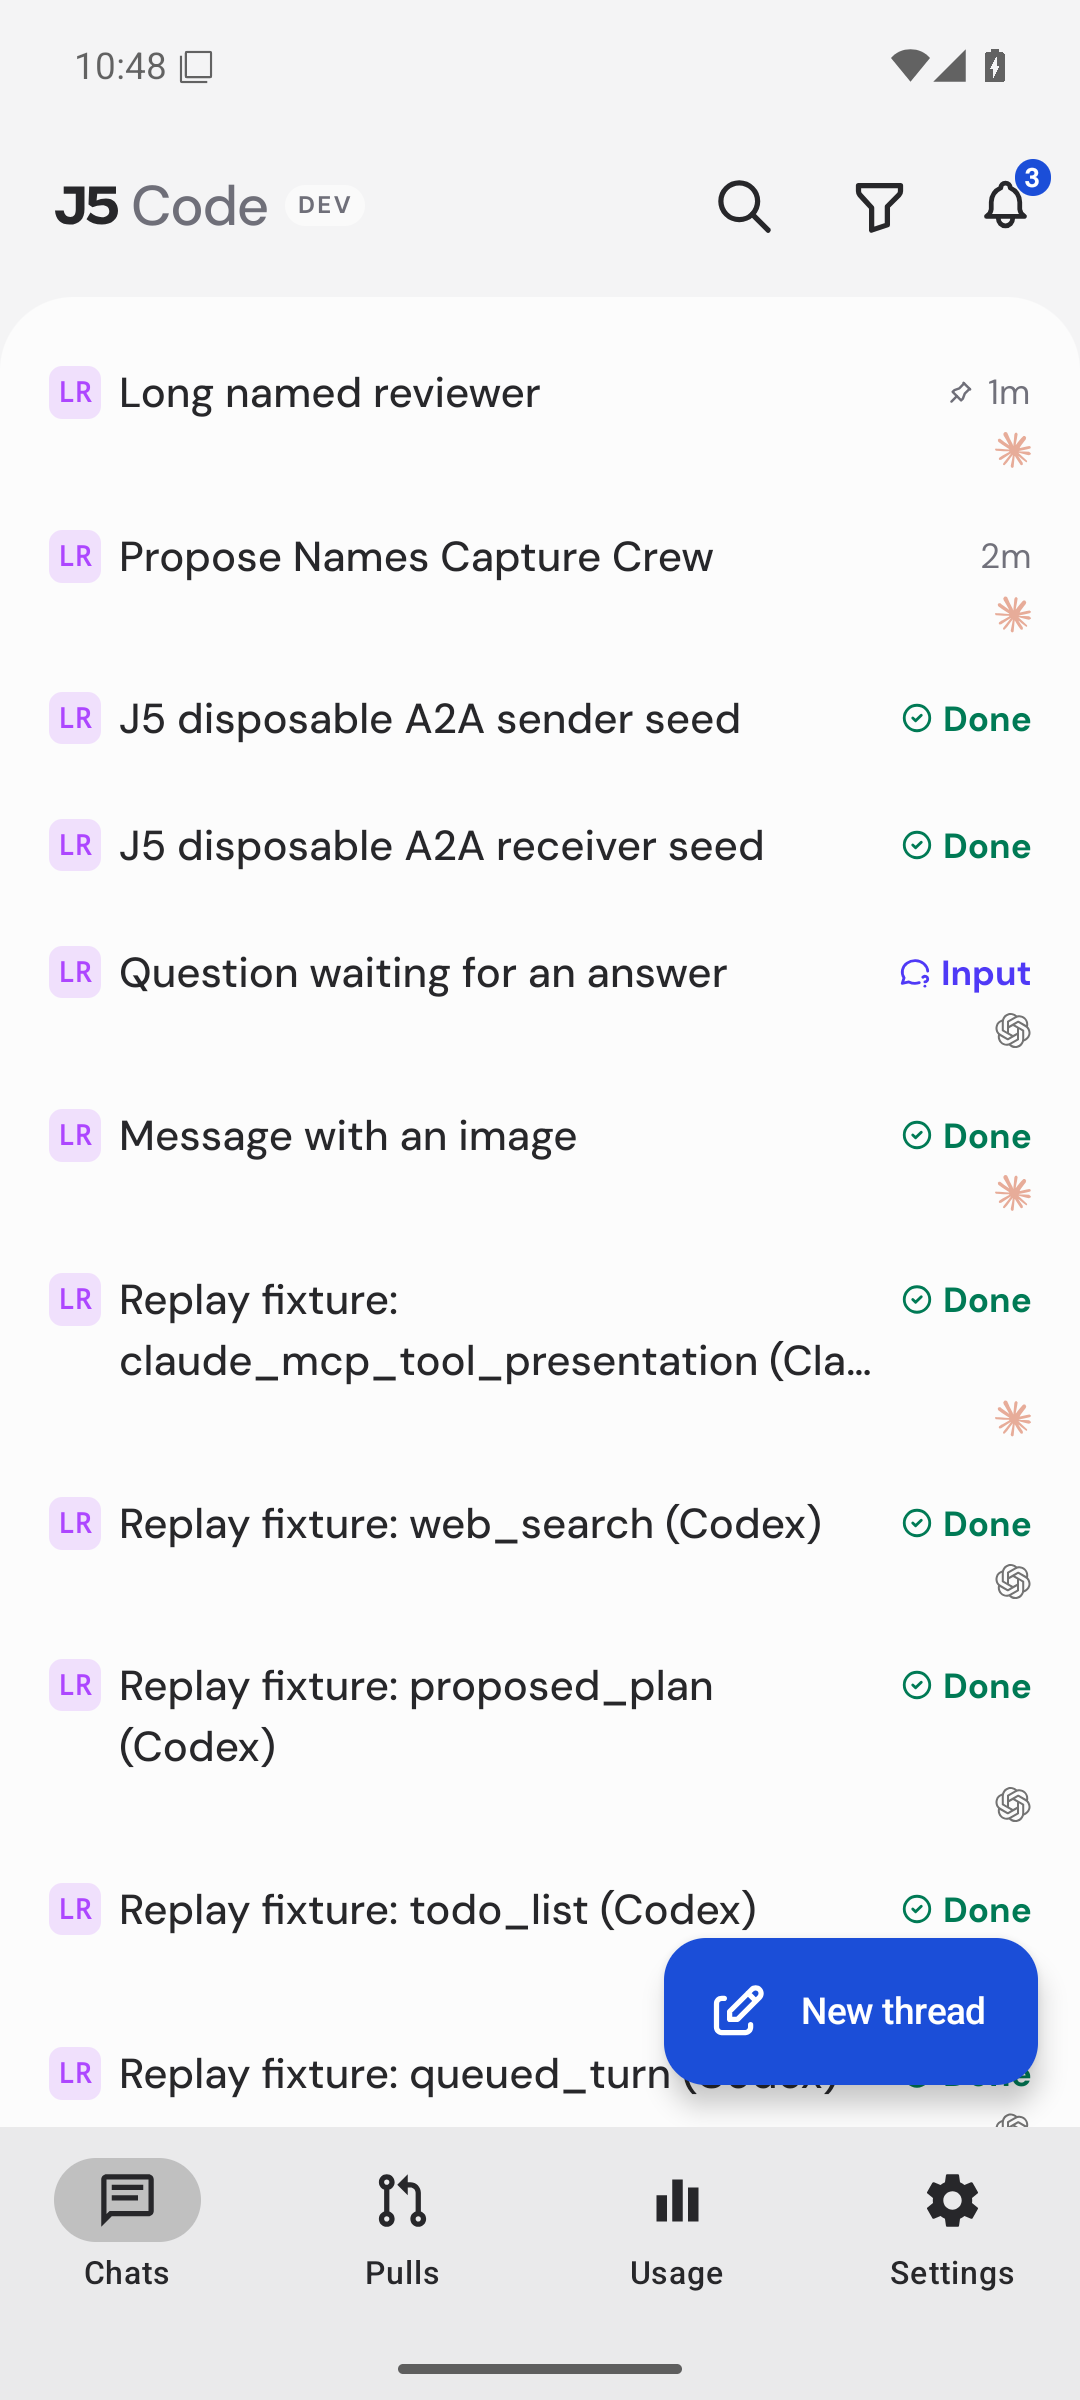 10:48
J5 Code DEV
3
LR Long named reviewer 1m
LR Propose Names Capture Crew 2m
LR J5 disposable A2A sender seed Done
LR J5 disposable A2A receiver seed Done
LR Question waiting for an answer Input
LR Message with an image Done
LR Replay fixture: Done
claude_mcp_tool_presentation (Cla...
LR Replay fixture: web_search (Codex) Done
LR Replay fixture: proposed_plan Done
(Codex)
LR Replay fixture: todo_list (Codex) Done
New thread
LR Replay fixture: queued_turn (Codex) Done
Chats Pulls Usage Settings